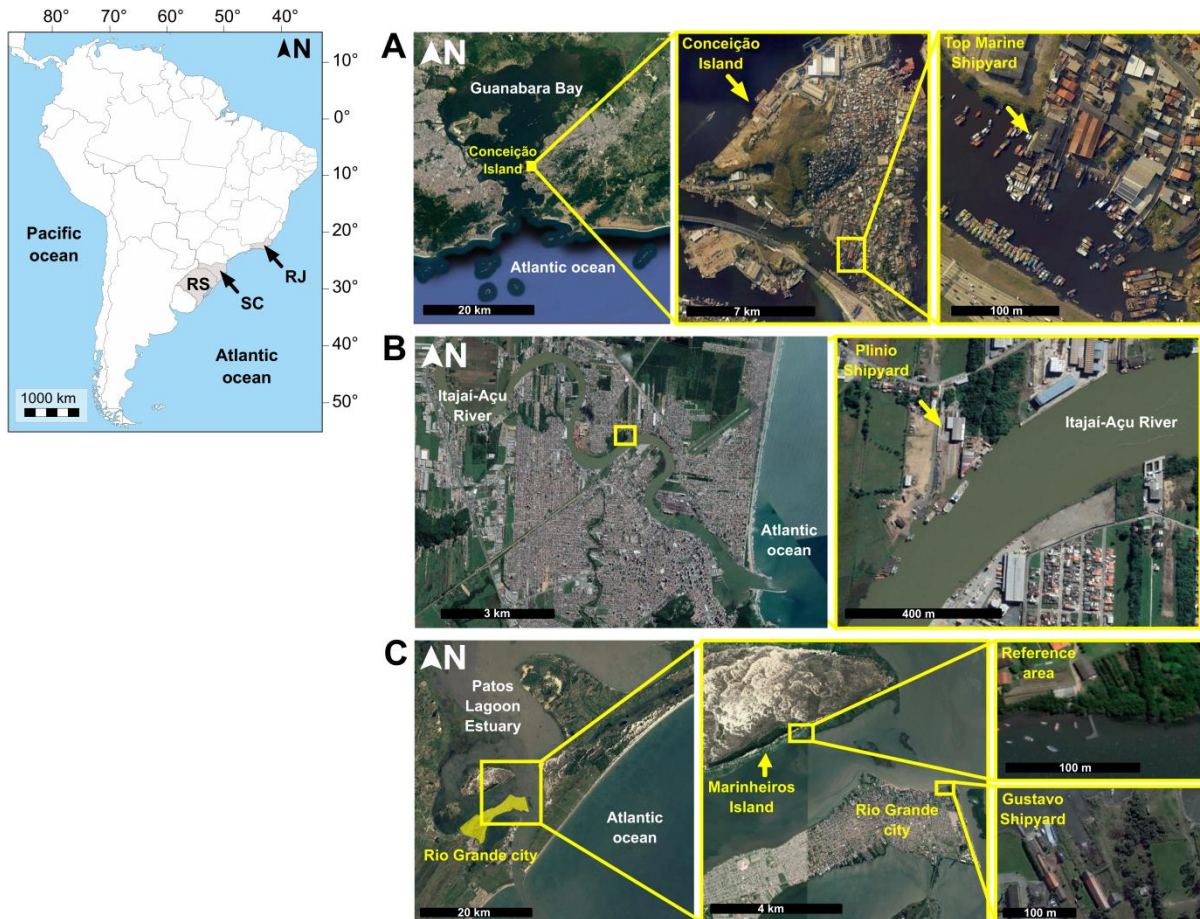 80° 70° 60° 50° 40°
N
10°
0°
10°
20°
30°
40°
50°
Pacific
ocean
RS
SC
RJ
Atlantic
ocean
1000 km
A
N
Guanabara Bay
Conceição
Island
Atlantic ocean
20 km
Conceição
Island
7 km
Top Marine
Shipyard
100 m
B
N
Itajaí-Açu
River
Atlantic
ocean
3 km
Plinio
Shipyard
Itajaí-Açu River
400 m
C
N
Patos
Lagoon
Estuary
Rio Grande city
Atlantic
ocean
20 km
Marinheiros
Island
Rio Grande
city
4 km
Reference
area
100 m
Gustavo
Shipyard
100 m